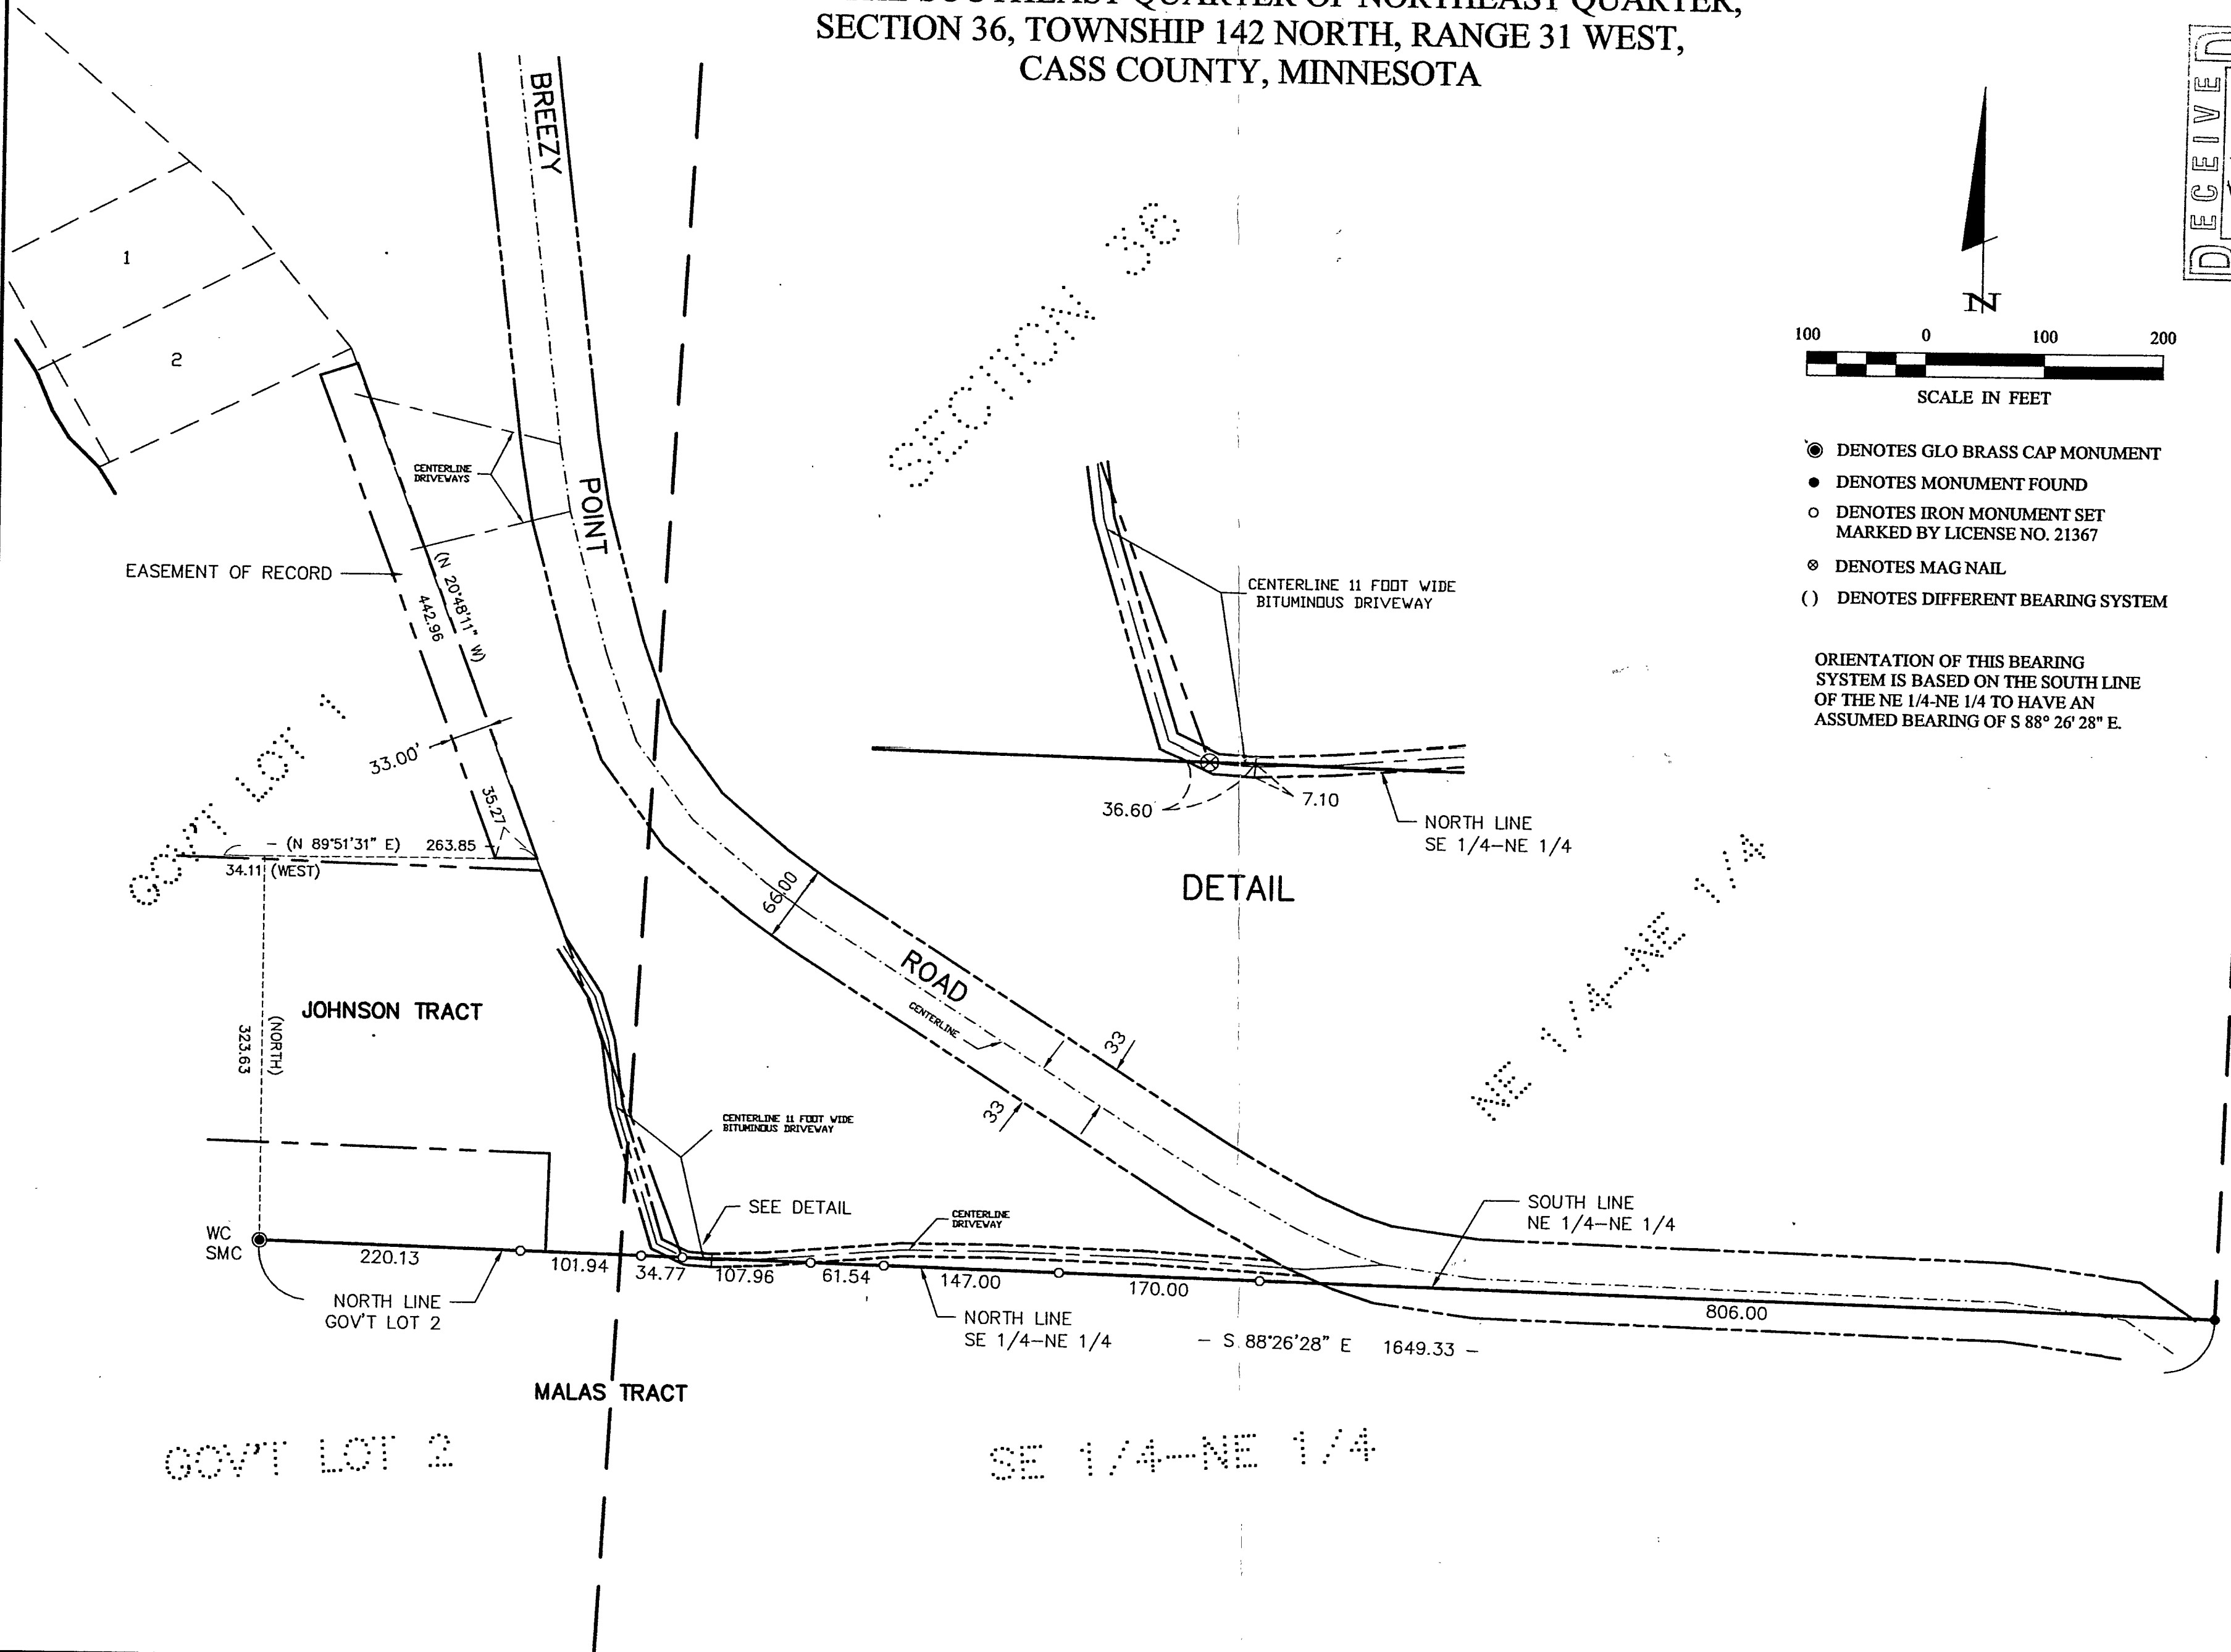 SOUTHEAST QUARTER OF NORTHEAST QUARTER,
SECTION 36, TOWNSHIP 142 NORTH, RANGE 31 WEST,
CASS COUNTY, MINNESOTA
DECEIVED
BREEZY
POINT
ROAD
SECTION 36
N
100 0 100 200
SCALE IN FEET
DENOTES GLO BRASS CAP MONUMENT
DENOTES MONUMENT FOUND
DENOTES IRON MONUMENT SET
MARKED BY LICENSE NO. 21367
DENOTES MAG NAIL
( ) DENOTES DIFFERENT BEARING SYSTEM
ORIENTATION OF THIS BEARING
SYSTEM IS BASED ON THE SOUTH LINE
OF THE NE 1/4-NE 1/4 TO HAVE AN
ASSUMED BEARING OF S 88° 26' 28" E.
1
2
CENTERLINE
DRIVEWAYS
EASEMENT OF RECORD
(N 20°48'11" W)
442.96
33.00'
35.27
GOV'T LOT 1
- (N 89°51'31" E) 263.85 -
34.11 (WEST)
CENTERLINE 11 FOOT WIDE
BITUMINOUS DRIVEWAY
36.60
7.10
NORTH LINE
SE 1/4-NE 1/4
DETAIL
66.00
CENTERLINE
33
33
NE 1/4-NE 1/4
JOHNSON TRACT
(NORTH)
323.63
CENTERLINE 11 FOOT WIDE
BITUMINOUS DRIVEWAY
SEE DETAIL
CENTERLINE
DRIVEWAY
SOUTH LINE
NE 1/4-NE 1/4
WC
SMC
220.13
101.94
34.77
107.96
61.54
147.00
170.00
806.00
NORTH LINE
GOV'T LOT 2
NORTH LINE
SE 1/4-NE 1/4
- S 88°26'28" E 1649.33 -
MALAS TRACT
GOV'T LOT 2
SE 1/4-NE 1/4